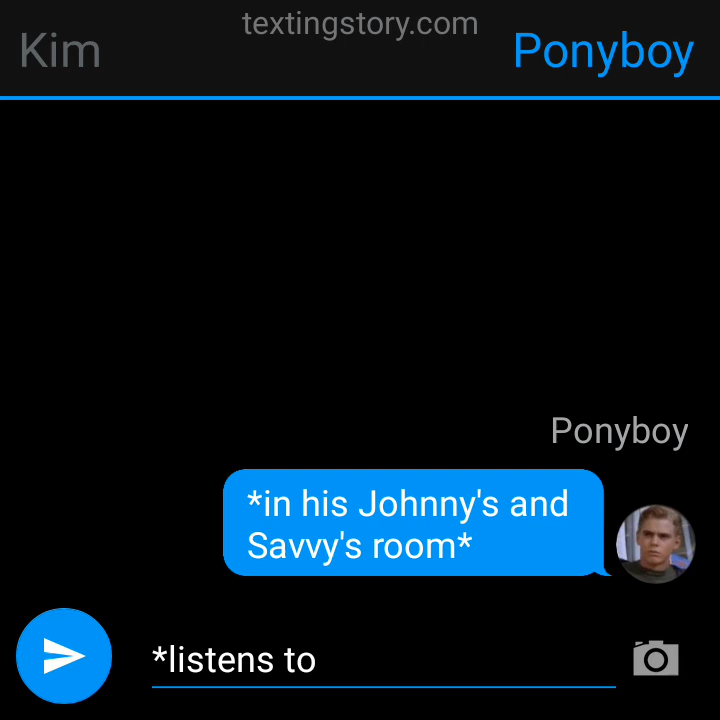 textingstory.com
Kim
Ponyboy
Ponyboy
*in his Johnny's and
Savvy's room*
*listens to